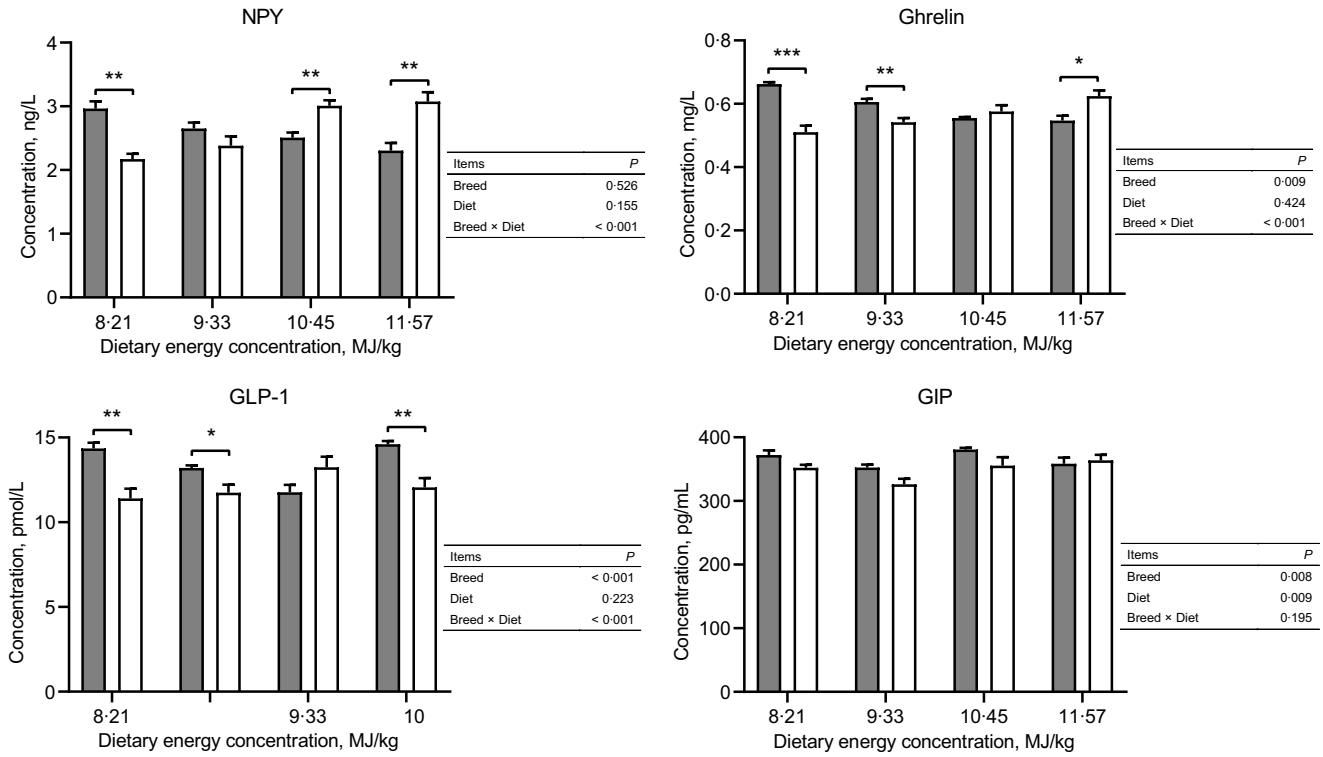 NPY
4
3
2
1
0
Concentration, ng/L
**
**
**
8·21
9·33
10·45
11·57
Dietary energy concentration, MJ/kg
Items P
Breed 0·526
Diet 0·155
Breed × Diet < 0·001
Ghrelin
0·8
0·6
0·4
0·2
0·0
Concentration, mg/L
***
**
*
8·21
9·33
10·45
11·57
Dietary energy concentration, MJ/kg
Items P
Breed 0·009
Diet 0·424
Breed × Diet < 0·001
GLP-1
15
10
5
0
Concentration, pmol/L
**
*
**
8·21
9·33
10
Dietary energy concentration, MJ/kg
Items P
Breed < 0·001
Diet 0·223
Breed × Diet < 0·001
GIP
400
300
200
100
0
Concentration, pg/mL
8·21
9·33
10·45
11·57
Dietary energy concentration, MJ/kg
Items P
Breed 0·008
Diet 0·009
Breed × Diet 0·195